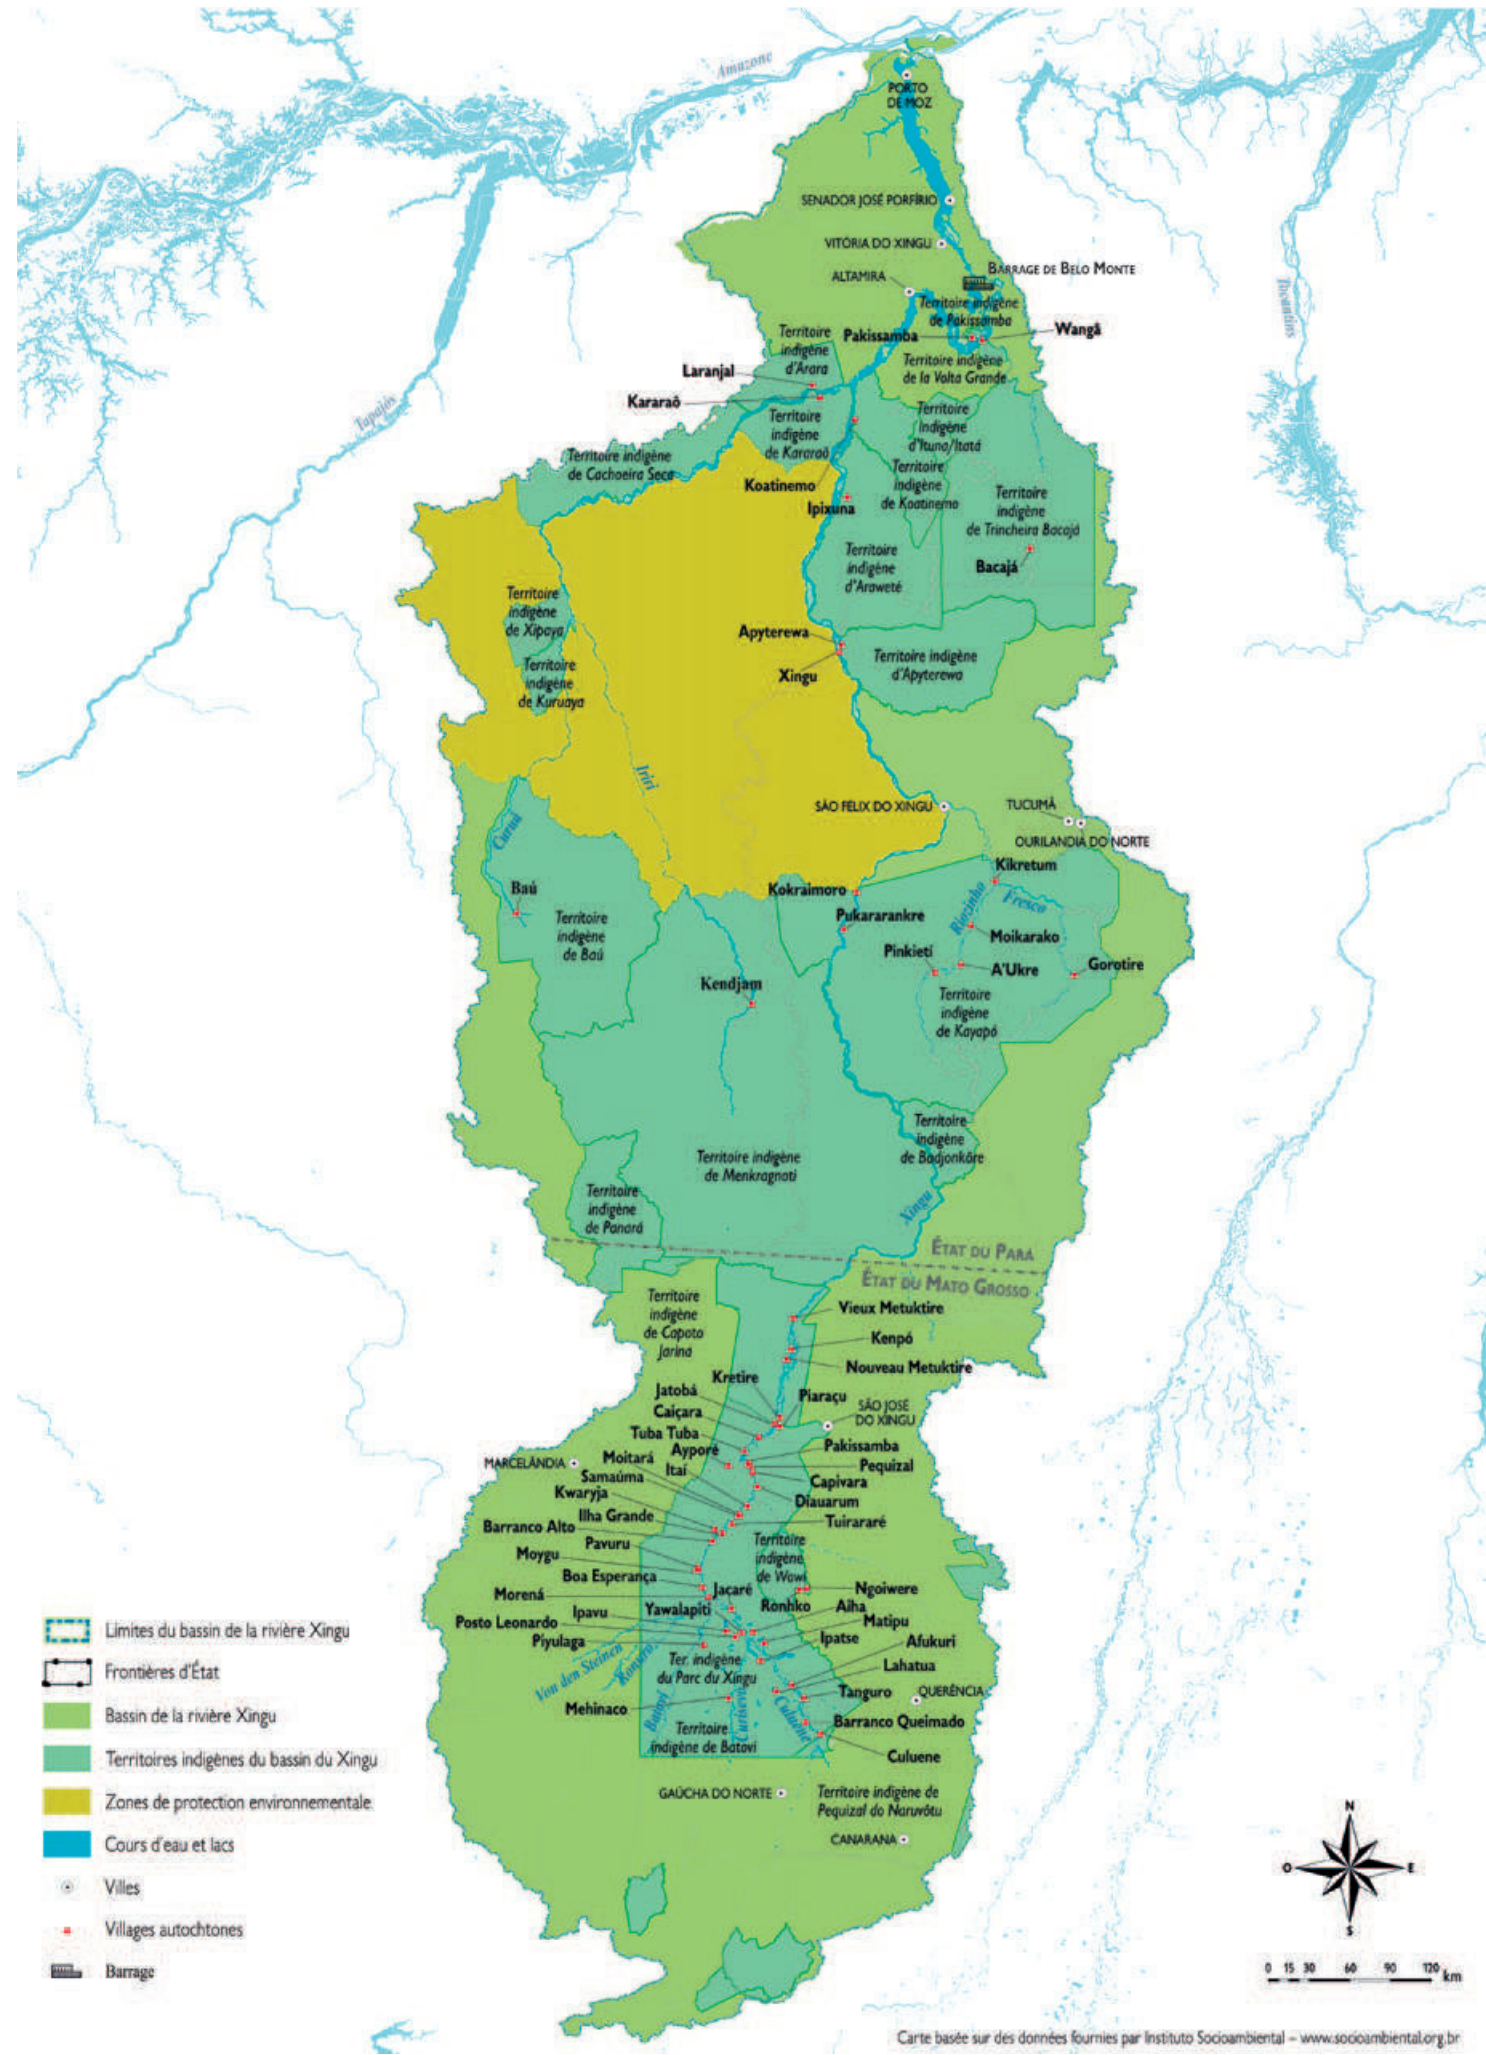 Amazone
PORTO
DE MOZ
SENADOR JOSÉ PORFÍRIO
VITÓRIA DO XINGU
BARRAGE DE BELO MONTE
ALTAMIRA
Tucantins
Territoire indigène
de Pakissamba
Pakissamba
Wangã
Territoire
indigène
d'Arara
Territoire indigène
de la Volta Grande
Laranjal
Kararaô
Tapajós
Territoire
indigène
de Kararaô
Territoire
indigène
d'Ituna/Itatá
Territoire indigène
de Cachoeira Seca
Territoire
indigène
de Koatinemo
Koatinemo
Ipixuna
Territoire
indigène
de Trincheira Bacajá
Territoire
indigène
d'Araweté
Bacajá
Territoire
indigène
de Xipaya
Apyterewa
Territoire indigène
d'Apyterewa
Territoire
indigène
de Kuruaya
Xingu
Iriri
SÃO FÉLIX DO XINGU
TUCUMÃ
OURILANDIA DO NORTE
Curuá
Kikretum
Baú
Kokraimoro
Riozinho
Fresco
Territoire
indigène
de Baú
Pukararankre
Moikarako
Pinkieti
A'Ukre
Gorotire
Kendjam
Territoire
indigène
de Kayapó
Territoire
indigène
de Badjonkôre
Territoire indigène
de Menkragnoti
Territoire
indigène
de Panará
Xingu
ÉTAT DU PARÁ
ÉTAT DU MATO GROSSO
Territoire
indigène
de Capoto
Jarina
Vieux Metuktire
Kenpó
Nouveau Metuktire
Kretire
Jatobá
Piaraçu
Caiçara
SÃO JOSÉ
DO XINGU
Tuba Tuba
Ayporé
Pakissamba
MARCELÂNDIA
Moitará
Itaí
Pequizal
Samaúma
Capivara
Kwaryja
Diauarum
Ilha Grande
Tuirararé
Barranco Alto
Pavuru
Territoire
indigène
de Wawi
Moygu
Boa Esperança
Jacaré
Ngoiwere
Morená
Ronhko
Aiha
Ipavu
Yawalapiti
Matipu
Posto Leonardo
Ipatse
Afukuri
Piyulaga
Ter. indigène
du Parc du Xingu
Lahatua
Von den Steinen
Ronuro
Mehinaco
Tanguro
QUERÊNCIA
Batovi
Curisevo
Culuene
Barranco Queimado
Territoire
indigène de Batovi
Culuene
GAÚCHA DO NORTE
Territoire indigène de
Pequizal do Naruvôtu
CANARANA
Limites du bassin de la rivière Xingu
Frontières d'État
Bassin de la rivière Xingu
Territoires indigènes du bassin du Xingu
Zones de protection environnementale
Cours d'eau et lacs
Villes
Villages autochtones
Barrage
N
O E
S
0 15 30 60 90 120 km
Carte basée sur des données fournies par Instituto Socioambiental – www.socioambiental.org.br